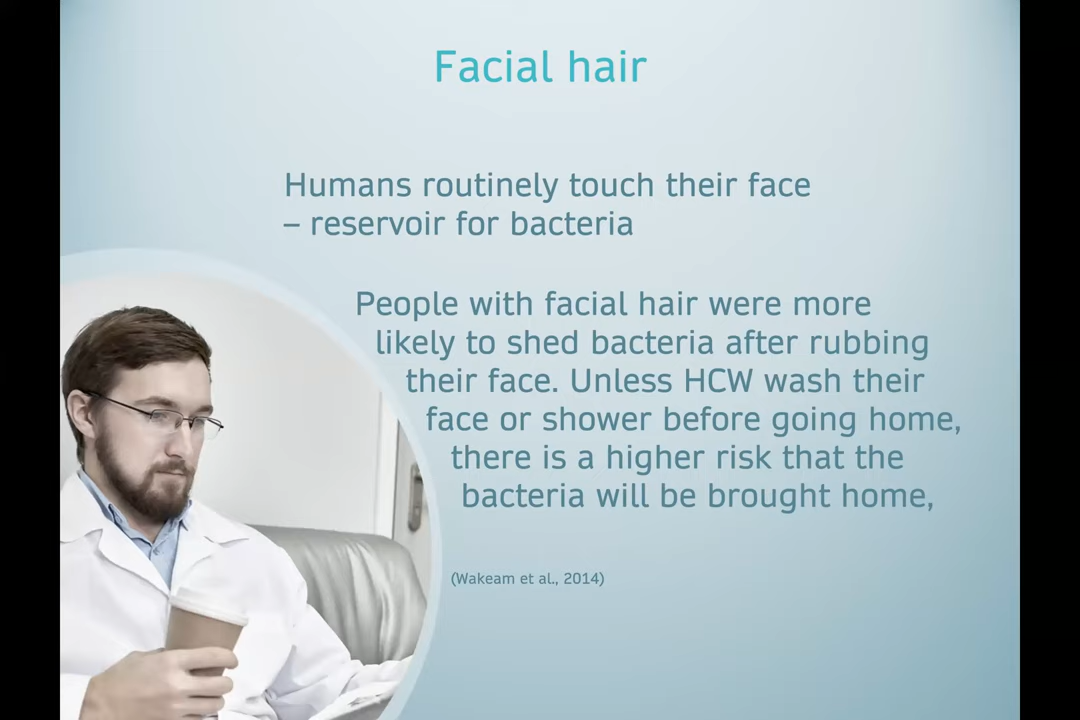 Facial hair
Humans routinely touch their face
– reservoir for bacteria
People with facial hair were more
likely to shed bacteria after rubbing
their face. Unless HCW wash their
face or shower before going home,
there is a higher risk that the
bacteria will be brought home,
(Wakeam et al., 2014)